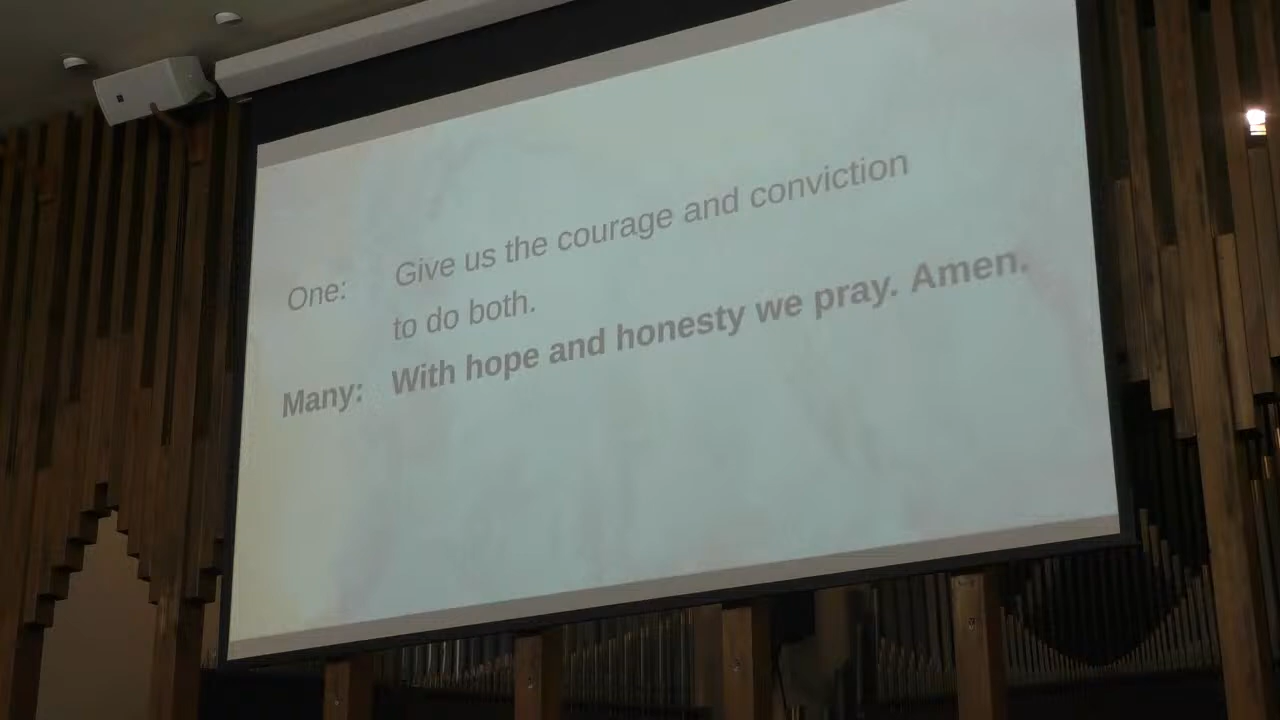 One: Give us the courage and conviction
to do both.
Many: With hope and honesty we pray. Amen.